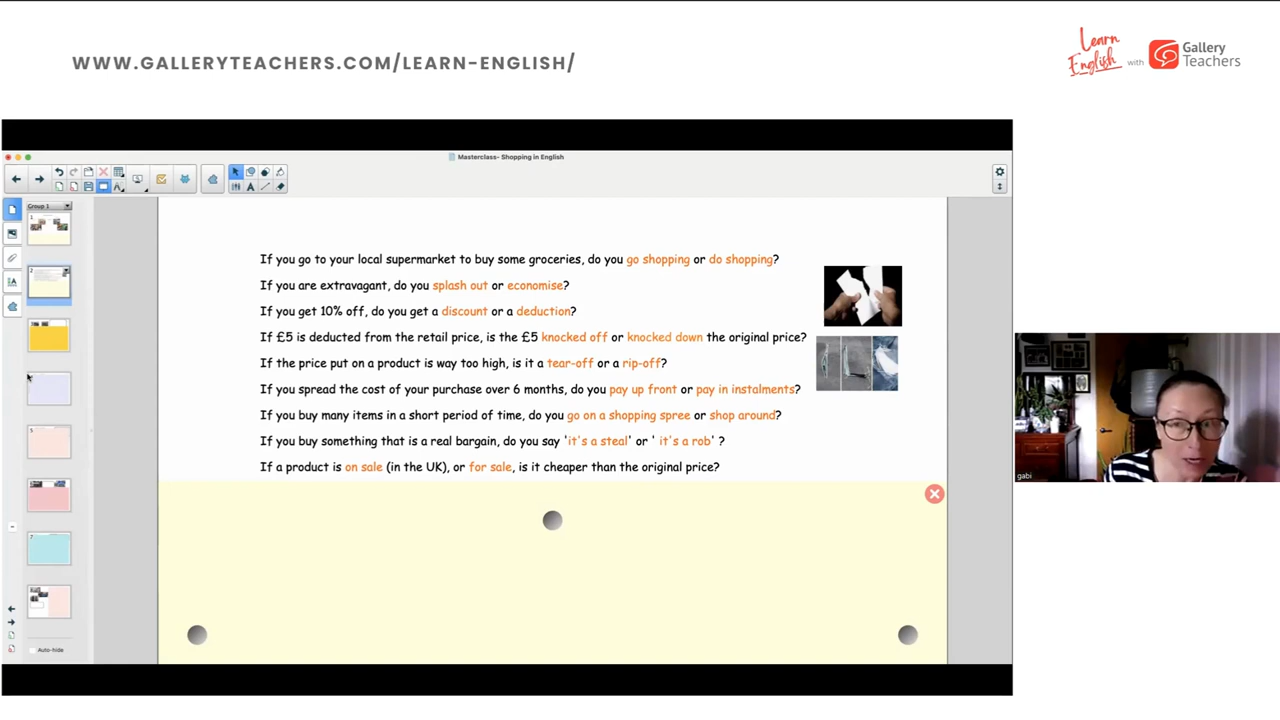 WWW.GALLERYTEACHERS.COM/LEARN-ENGLISH/
Learn English with Gallery Teachers
Masterclass- Shopping in English
Group 1
If you go to your local supermarket to buy some groceries, do you go shopping or do shopping?
If you are extravagant, do you splash out or economise?
If you get 10% off, do you get a discount or a deduction?
If £5 is deducted from the retail price, is the £5 knocked off or knocked down the original price?
If the price put on a product is way too high, is it a tear-off or a rip-off?
If you spread the cost of your purchase over 6 months, do you pay up front or pay in instalments?
If you buy many items in a short period of time, do you go on a shopping spree or shop around?
If you buy something that is a real bargain, do you say 'it's a steal' or ' it's a rob' ?
If a product is on sale (in the UK), or for sale, is it cheaper than the original price?
gabi
Auto-hide